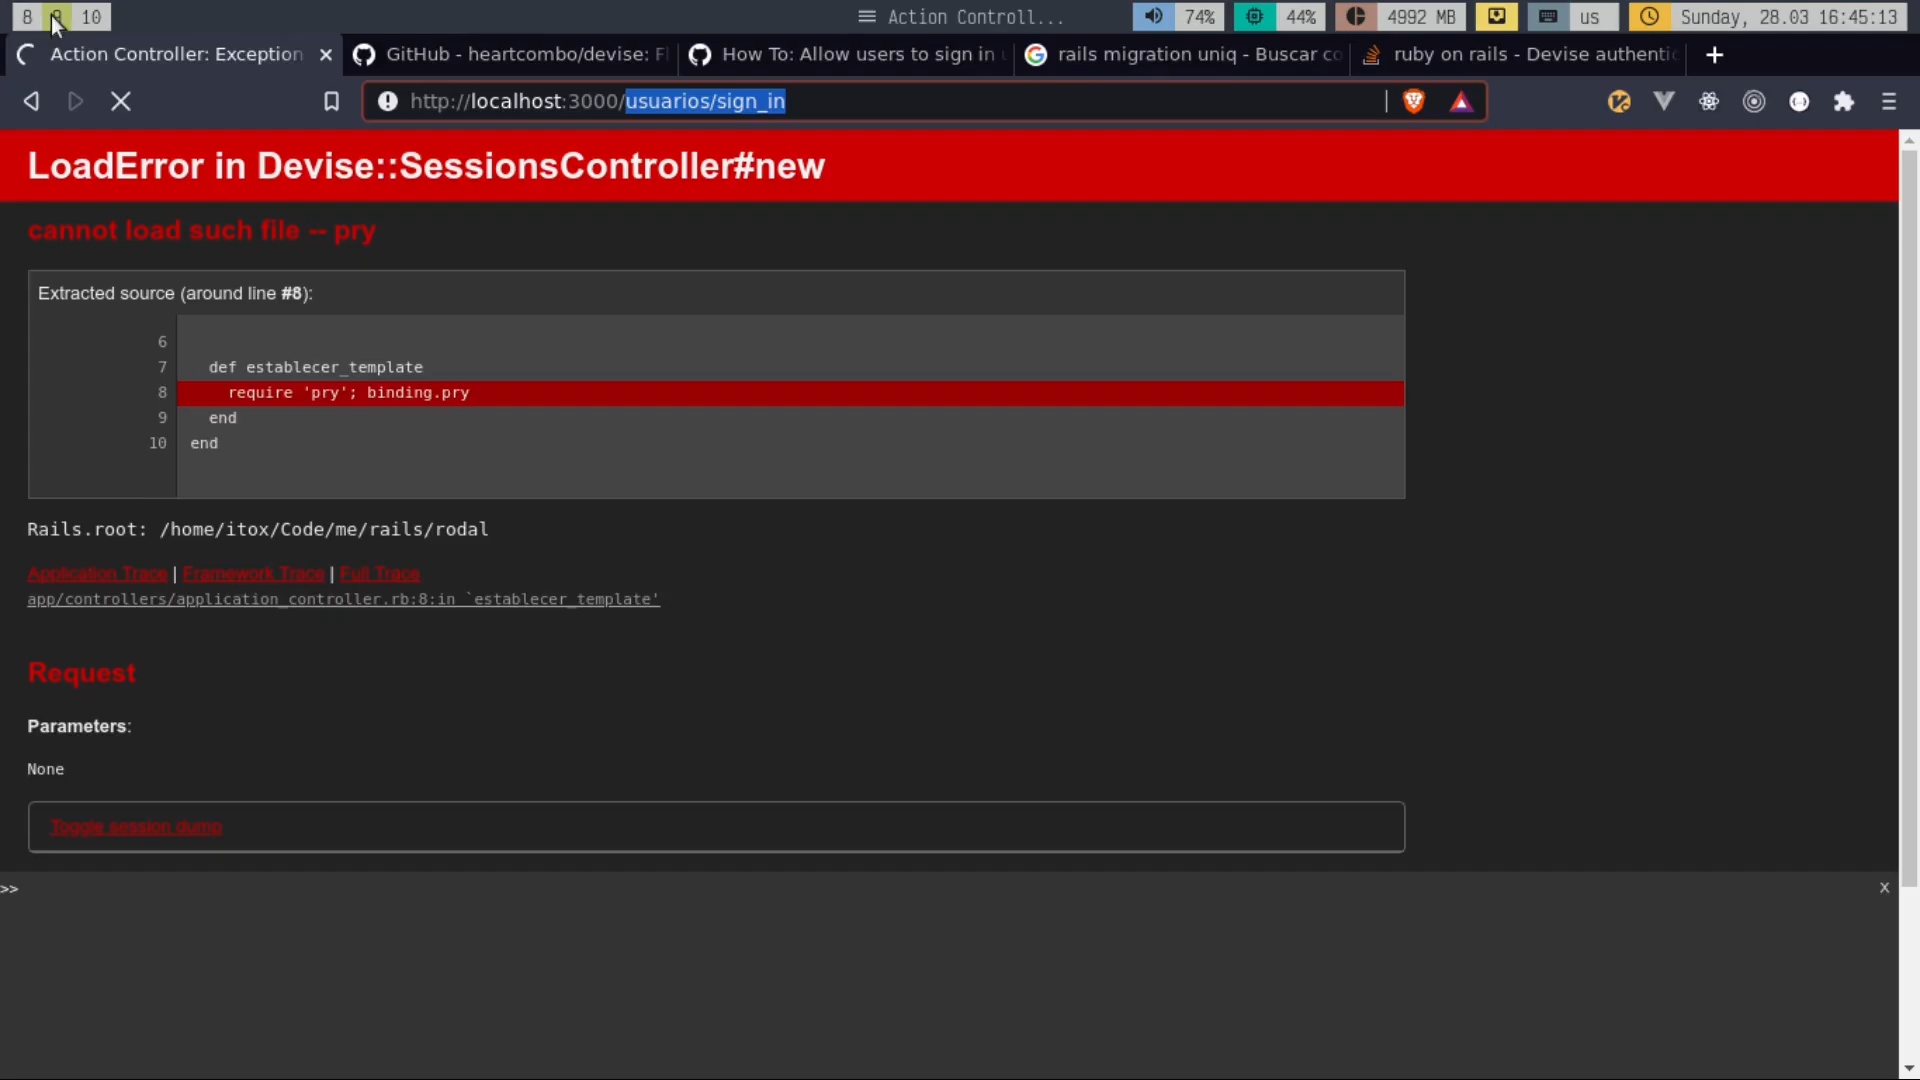 8 9 10 Action Controll... 74% 44% 4992 MB us Sunday, 28.03 16:45:13
Action Controller: Exception GitHub - heartcombo/devise: Fl How To: Allow users to sign in rails migration uniq - Buscar co ruby on rails - Devise authentic
http://localhost:3000/usuarios/sign_in
LoadError in Devise::SessionsController#new
cannot load such file -- pry
Extracted source (around line #8):
6
7 def establecer_template
8 require 'pry'; binding.pry
9 end
10 end
Rails.root: /home/itox/Code/me/rails/rodal
Application Trace | Framework Trace | Full Trace
app/controllers/application_controller.rb:8:in `establecer_template'
Request
Parameters:
None
Toggle session dump
>> x